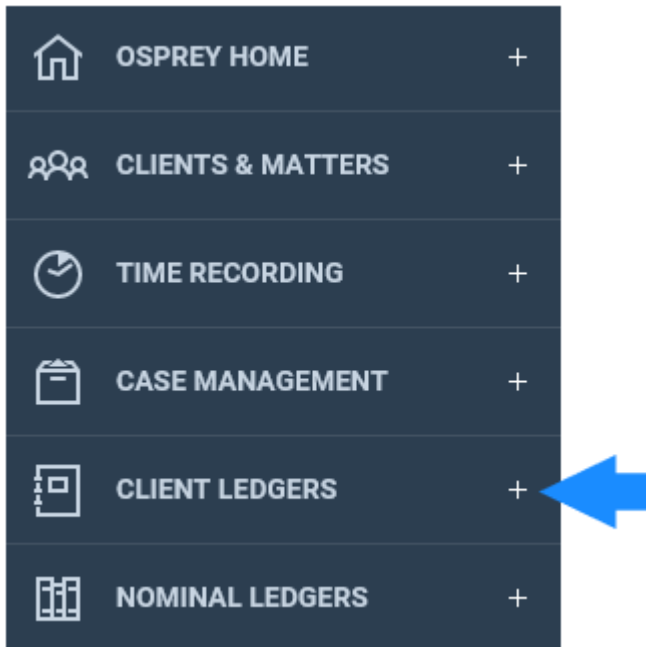 OSPREY HOME +
CLIENTS & MATTERS +
TIME RECORDING +
CASE MANAGEMENT +
CLIENT LEDGERS +
NOMINAL LEDGERS +